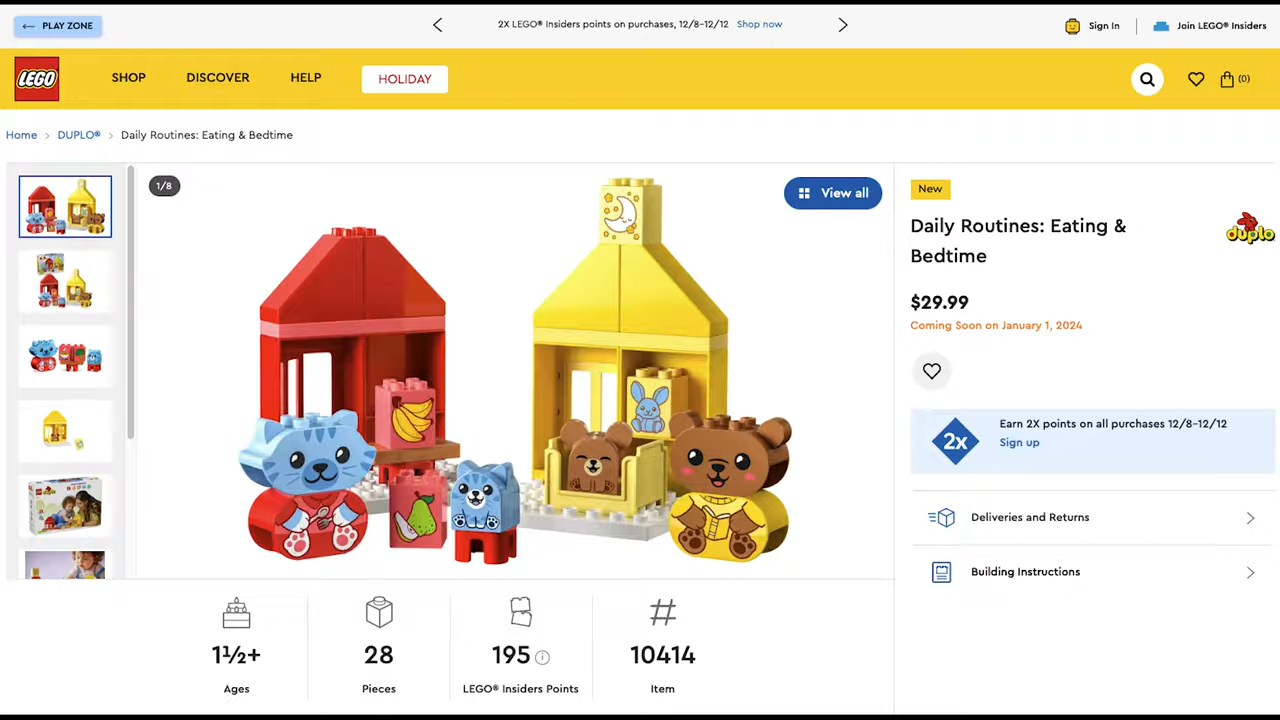 ← PLAY ZONE
2X LEGO® Insiders points on purchases, 12/8-12/12 Shop now
Sign In
Join LEGO® Insiders
LEGO
SHOP
DISCOVER
HELP
HOLIDAY
(0)
Home > DUPLO® > Daily Routines: Eating & Bedtime
1/8
View all
New
Daily Routines: Eating &
Bedtime
duplo
$29.99
Coming Soon on January 1, 2024
2x
Earn 2X points on all purchases 12/8-12/12
Sign up
Deliveries and Returns
Building Instructions
1½+
Ages
28
Pieces
195
LEGO® Insiders Points
#
10414
Item